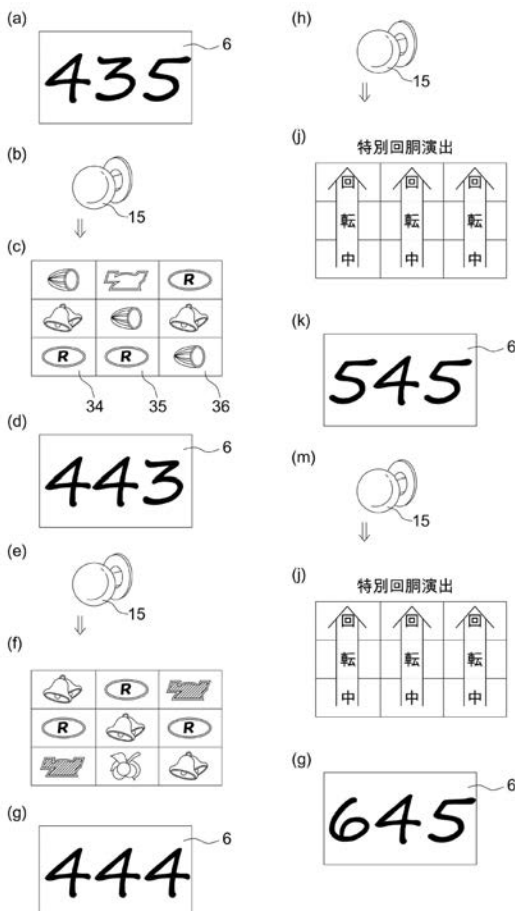 (a)
6
435
(b)
15
(c)
R
R
R
34
35
36
(d)
6
443
(e)
15
(f)
R
R
R
(g)
6
444
(h)
15
(j)
特別回胴演出
回転中
回転中
回転中
(k)
6
545
(m)
15
(j)
特別回胴演出
回転中
回転中
回転中
(g)
6
645